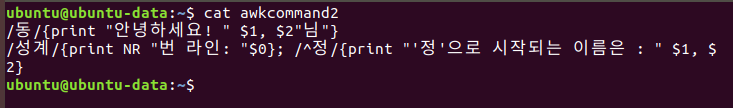 ubuntu@ubuntu-data:~$ cat awkcommand2
/동/{print "안녕하세요! " $1, $2"님"}
/성계/{print NR "번 라인: "$0}; /^정/{print "'정'으로 시작되는 이름은 : " $1, $
2}
ubuntu@ubuntu-data:~$